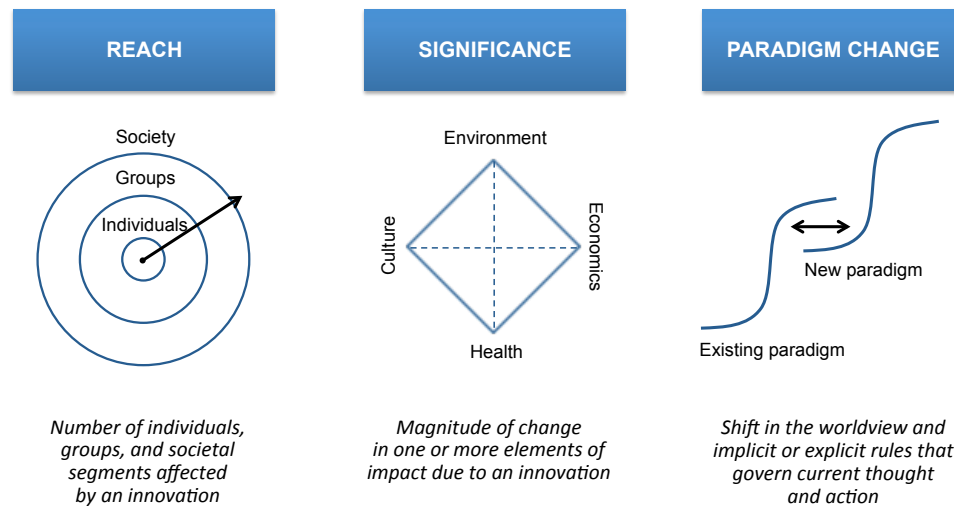 REACH
SIGNIFICANCE
PARADIGM CHANGE
Society
Groups
Individuals
Environment
Culture
Economics
Health
New paradigm
Existing paradigm
Number of individuals,
groups, and societal
segments affected
by an innovation
Magnitude of change
in one or more elements of
impact due to an innovation
Shift in the worldview and
implicit or explicit rules that
govern current thought
and action